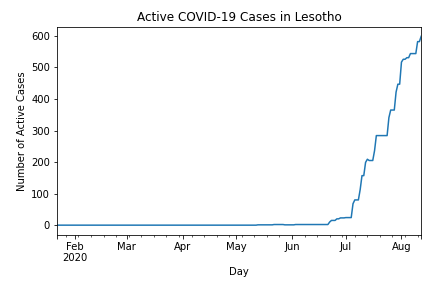 Active COVID-19 Cases in Lesotho
Number of Active Cases
600
500
400
300
200
100
0
Feb Mar Apr May Jun Jul Aug
2020
Day